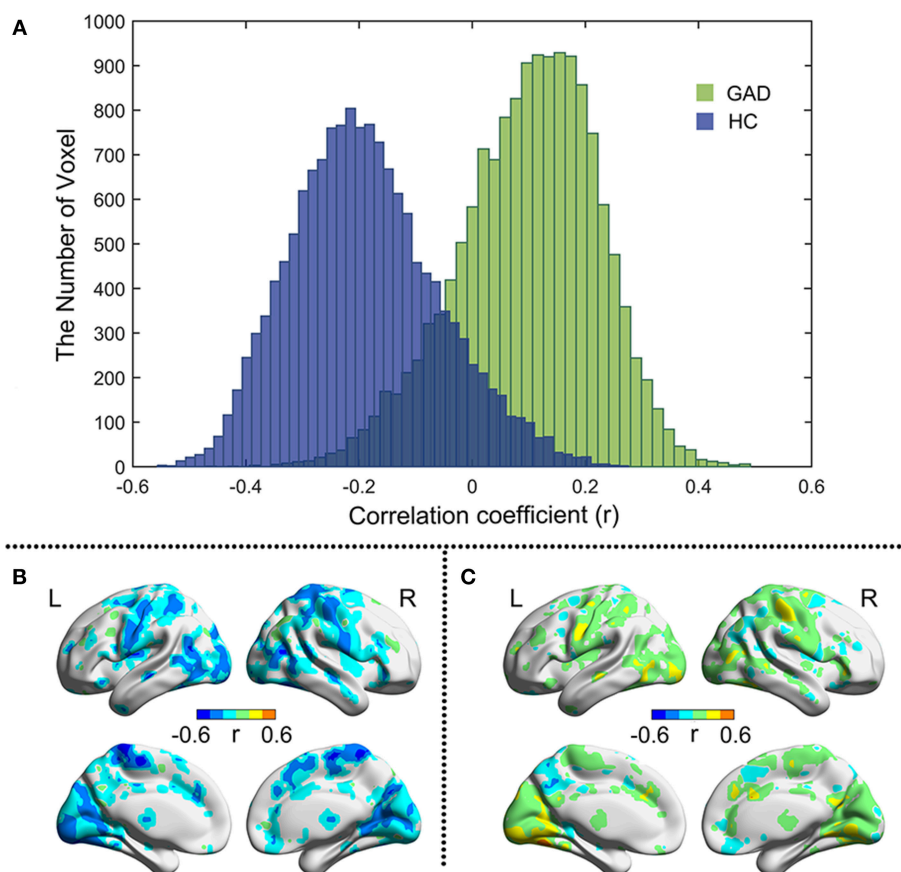 A
1000
900
800
700
600
500
400
300
200
100
0
The Number of Voxel
GAD
HC
-0.6 -0.4 -0.2 0 0.2 0.4 0.6
Correlation coefficient (r)
B
L R
-0.6 r 0.6
C
L R
-0.6 r 0.6